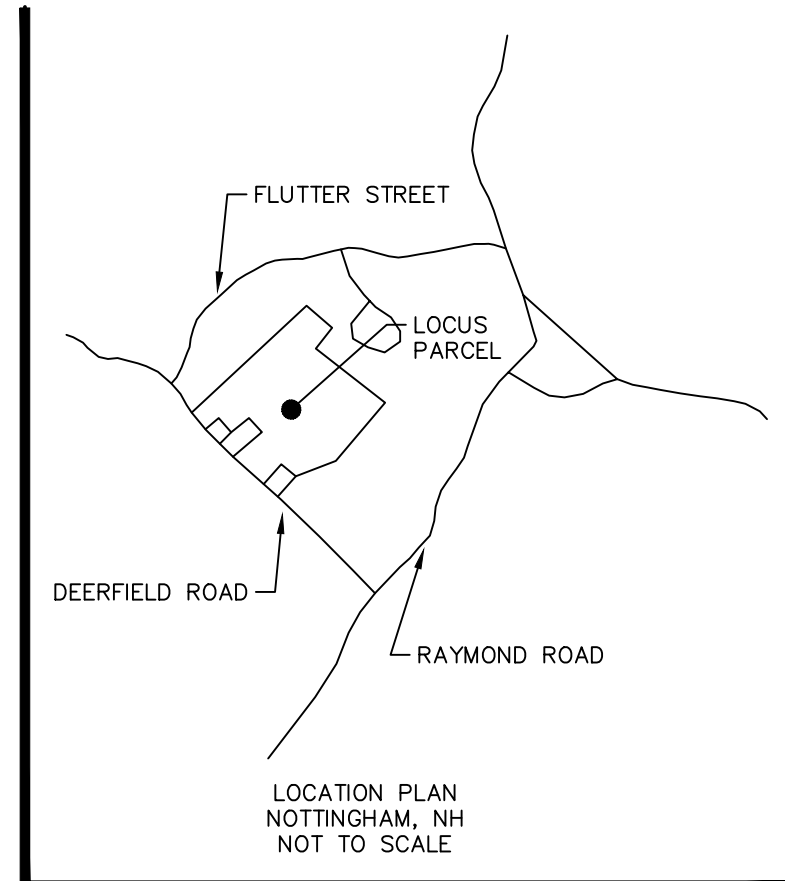 FLUTTER STREET
LOCUS
PARCEL
DEERFIELD ROAD
RAYMOND ROAD
LOCATION PLAN
NOTTINGHAM, NH
NOT TO SCALE